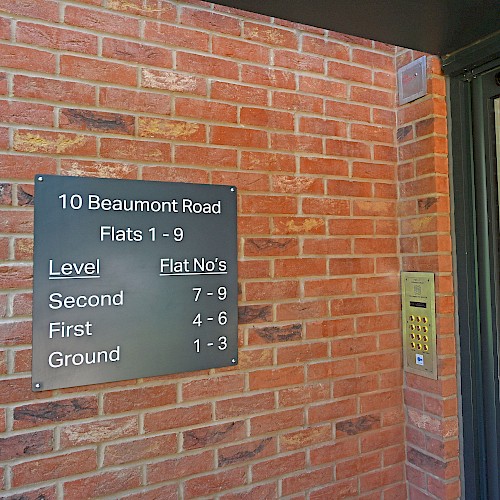 10 Beaumont Road
Flats 1 - 9
Level Flat No's
Second 7 - 9
First 4 - 6
Ground 1 - 3